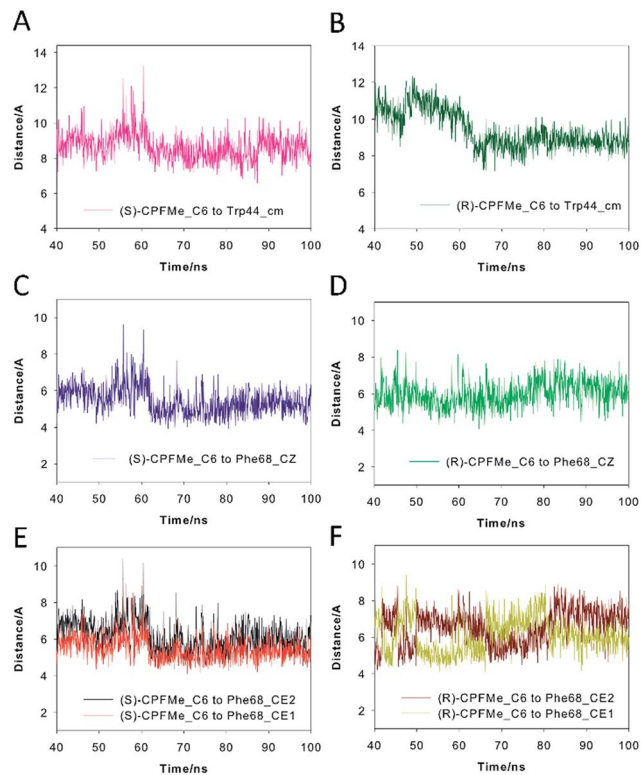 A
Distance/A
14
12
10
8
6
4
(S)-CPFMe_C6 to Trp44_cm
40 50 60 70 80 90 100
Time/ns
B
Distance/A
14
12
10
8
6
4
(R)-CPFMe_C6 to Trp44_cm
40 50 60 70 80 90 100
Time/ns
C
Distance/A
10
8
6
4
2
(S)-CPFMe_C6 to Phe68_CZ
40 50 60 70 80 90 100
Time/ns
D
Distance/A
10
8
6
4
2
(R)-CPFMe_C6 to Phe68_CZ
40 50 60 70 80 90 100
Time/ns
E
Distance/A
10
8
6
4
2
(S)-CPFMe_C6 to Phe68_CE2
(S)-CPFMe_C6 to Phe68_CE1
40 50 60 70 80 90 100
Time/ns
F
Distance/A
10
8
6
4
2
(R)-CPFMe_C6 to Phe68_CE2
(R)-CPFMe_C6 to Phe68_CE1
40 50 60 70 80 90 100
Time/ns